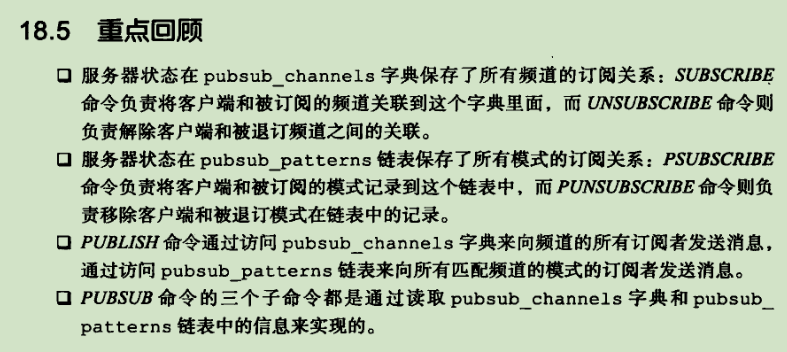 18.5 重点回顾
❑ 服务器状态在 pubsub_channels 字典保存了所有频道的订阅关系：SUBSCRIBE
命令负责将客户端和被订阅的频道关联到这个字典里面，而 UNSUBSCRIBE 命令则
负责解除客户端和被退订频道之间的关联。
❑ 服务器状态在 pubsub_patterns 链表保存了所有模式的订阅关系：PSUBSCRIBE
命令负责将客户端和被订阅的模式记录到这个链表中，而 PUNSUBSCRIBE 命令则负
责移除客户端和被退订模式在链表中的记录。
❑ PUBLISH 命令通过访问 pubsub_channels 字典来向频道的所有订阅者发送消息，
通过访问 pubsub_patterns 链表来向所有匹配频道的模式的订阅者发送消息。
❑ PUBSUB 命令的三个子命令都是通过读取 pubsub_channels 字典和 pubsub_
patterns 链表中的信息来实现的。